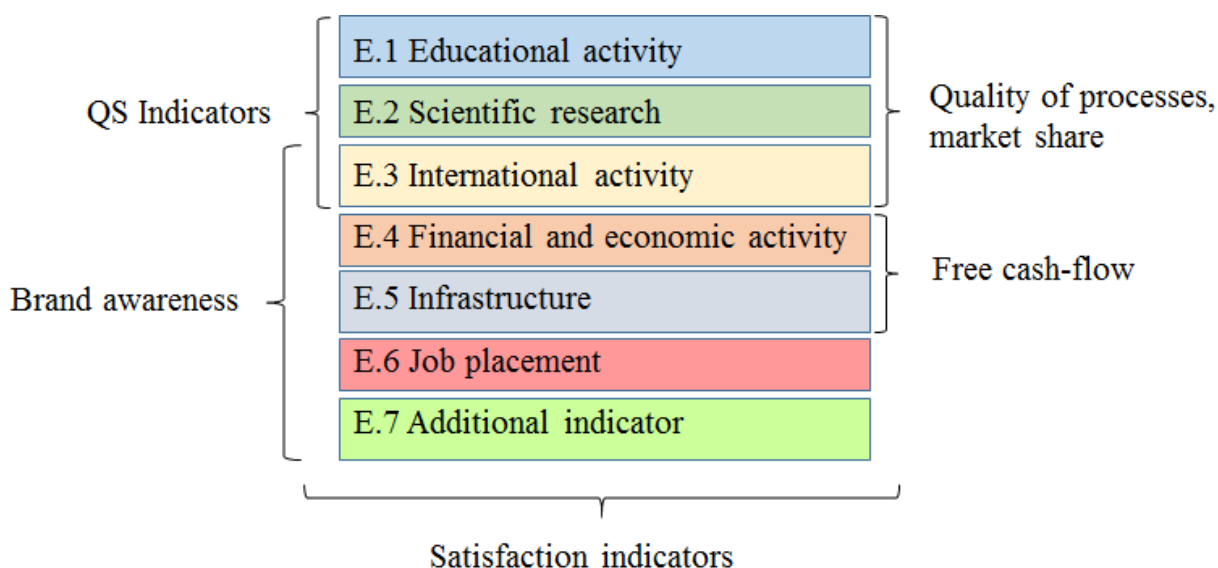 E.1 Educational activity
E.2 Scientific research
E.3 International activity
E.4 Financial and economic activity
E.5 Infrastructure
E.6 Job placement
E.7 Additional indicator
QS Indicators
Brand awareness
Quality of processes,
market share
Free cash-flow
Satisfaction indicators